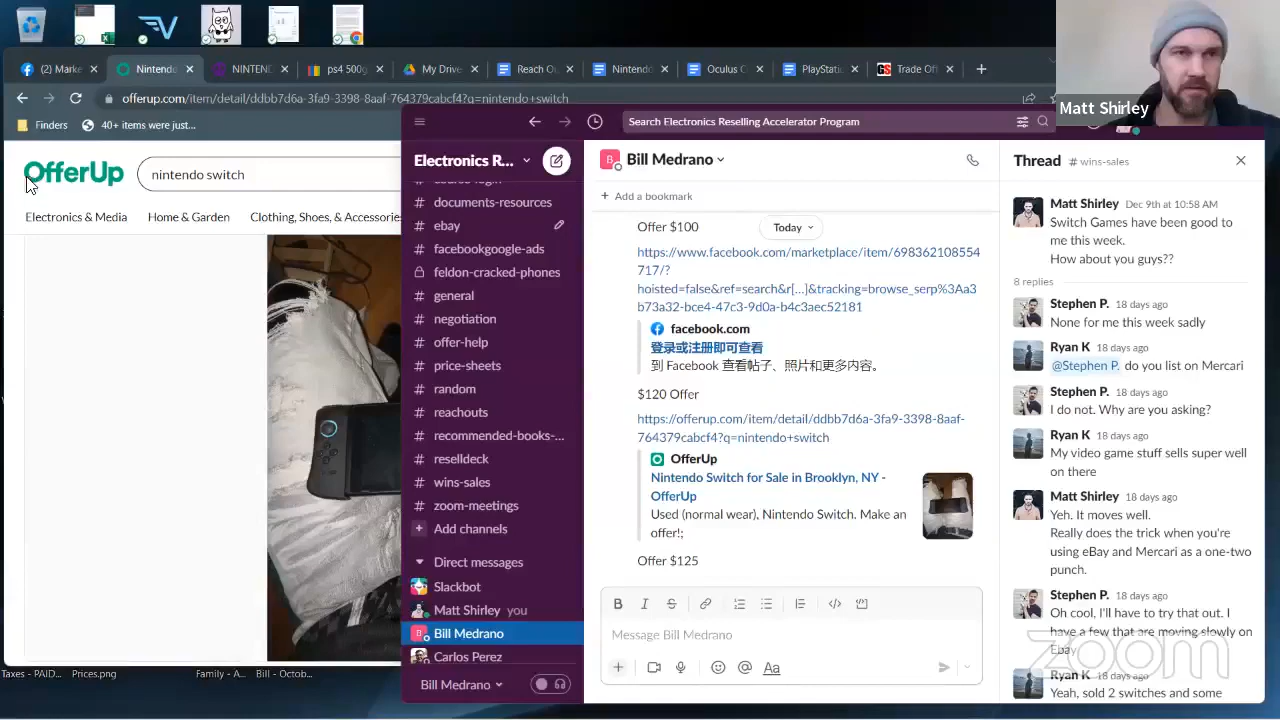 (2) Marke
Nintend
NINTEN
ps4 500g
My Drive
Reach Ou
Nintendo
Oculus C
PlayStatio
Trade Off
offerup.com/item/detail/ddbb7d6a-3fa9-3398-8aaf-764379cabcf4?q=nintendo+switch
Finders
40+ items were just...
OfferUp
nintendo switch
Electronics & Media
Home & Garden
Clothing, Shoes & Accessories
Taxes - PAID...
Prices.png
Family - A...
Bill - Octob...
Search Electronics Reselling Accelerator Program
Electronics R...
# documents-resources
# ebay
# facebookgoogle-ads
feldon-cracked-phones
# general
# negotiation
# offer-help
# price-sheets
# random
# reachouts
# recommended-books-...
# reselldeck
# wins-sales
# zoom-meetings
+ Add channels
Direct messages
Slackbot
Matt Shirley you
B Bill Medrano
Carlos Perez
Bill Medrano
B Bill Medrano
+ Add a bookmark
Today
Offer $100
https://www.facebook.com/marketplace/item/698362108554
717/?
hoisted=false&ref=search&r[...]&tracking=browse_serp%3Aa3
b73a32-bce4-47c3-9d0a-b4c3aec52181
facebook.com
登录或注册即可查看
到 Facebook 查看帖子、照片和更多内容。
$120 Offer
https://offerup.com/item/detail/ddbb7d6a-3fa9-3398-8aaf-
764379cabcf4?q=nintendo+switch
OfferUp
Nintendo Switch for Sale in Brooklyn, NY -
OfferUp
Used (normal wear), Nintendo Switch. Make an
offer!;
Offer $125
B I S
Message Bill Medrano
Aa
Matt Shirley
Thread # wins-sales
Matt Shirley Dec 9th at 10:58 AM
Switch Games have been good to
me this week.
How about you guys??
8 replies
Stephen P. 18 days ago
None for me this week sadly
Ryan K 18 days ago
@Stephen P. do you list on Mercari
Stephen P. 18 days ago
I do not. Why are you asking?
Ryan K 18 days ago
My video game stuff sells super well
on there
Matt Shirley 18 days ago
Yeh. It moves well.
Really does the trick when you're
using eBay and Mercari as a one-two
punch.
Stephen P. 18 days ago
Oh cool, I'll have to try that out. I
have a few that are moving slowly on
Ebay
Ryan K 18 days ago
Yeah, sold 2 switches and some
zoom